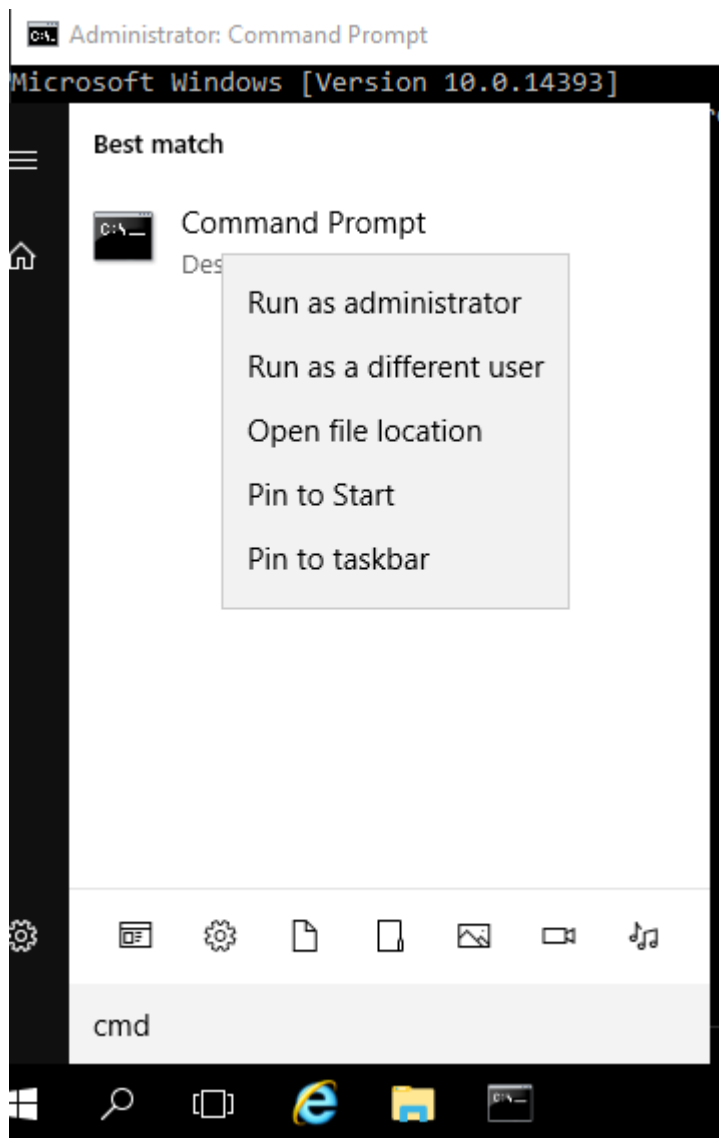 Administrator: Command Prompt
Microsoft Windows [Version 10.0.14393]
Best match
Command Prompt
Run as administrator
Run as a different user
Open file location
Pin to Start
Pin to taskbar
cmd